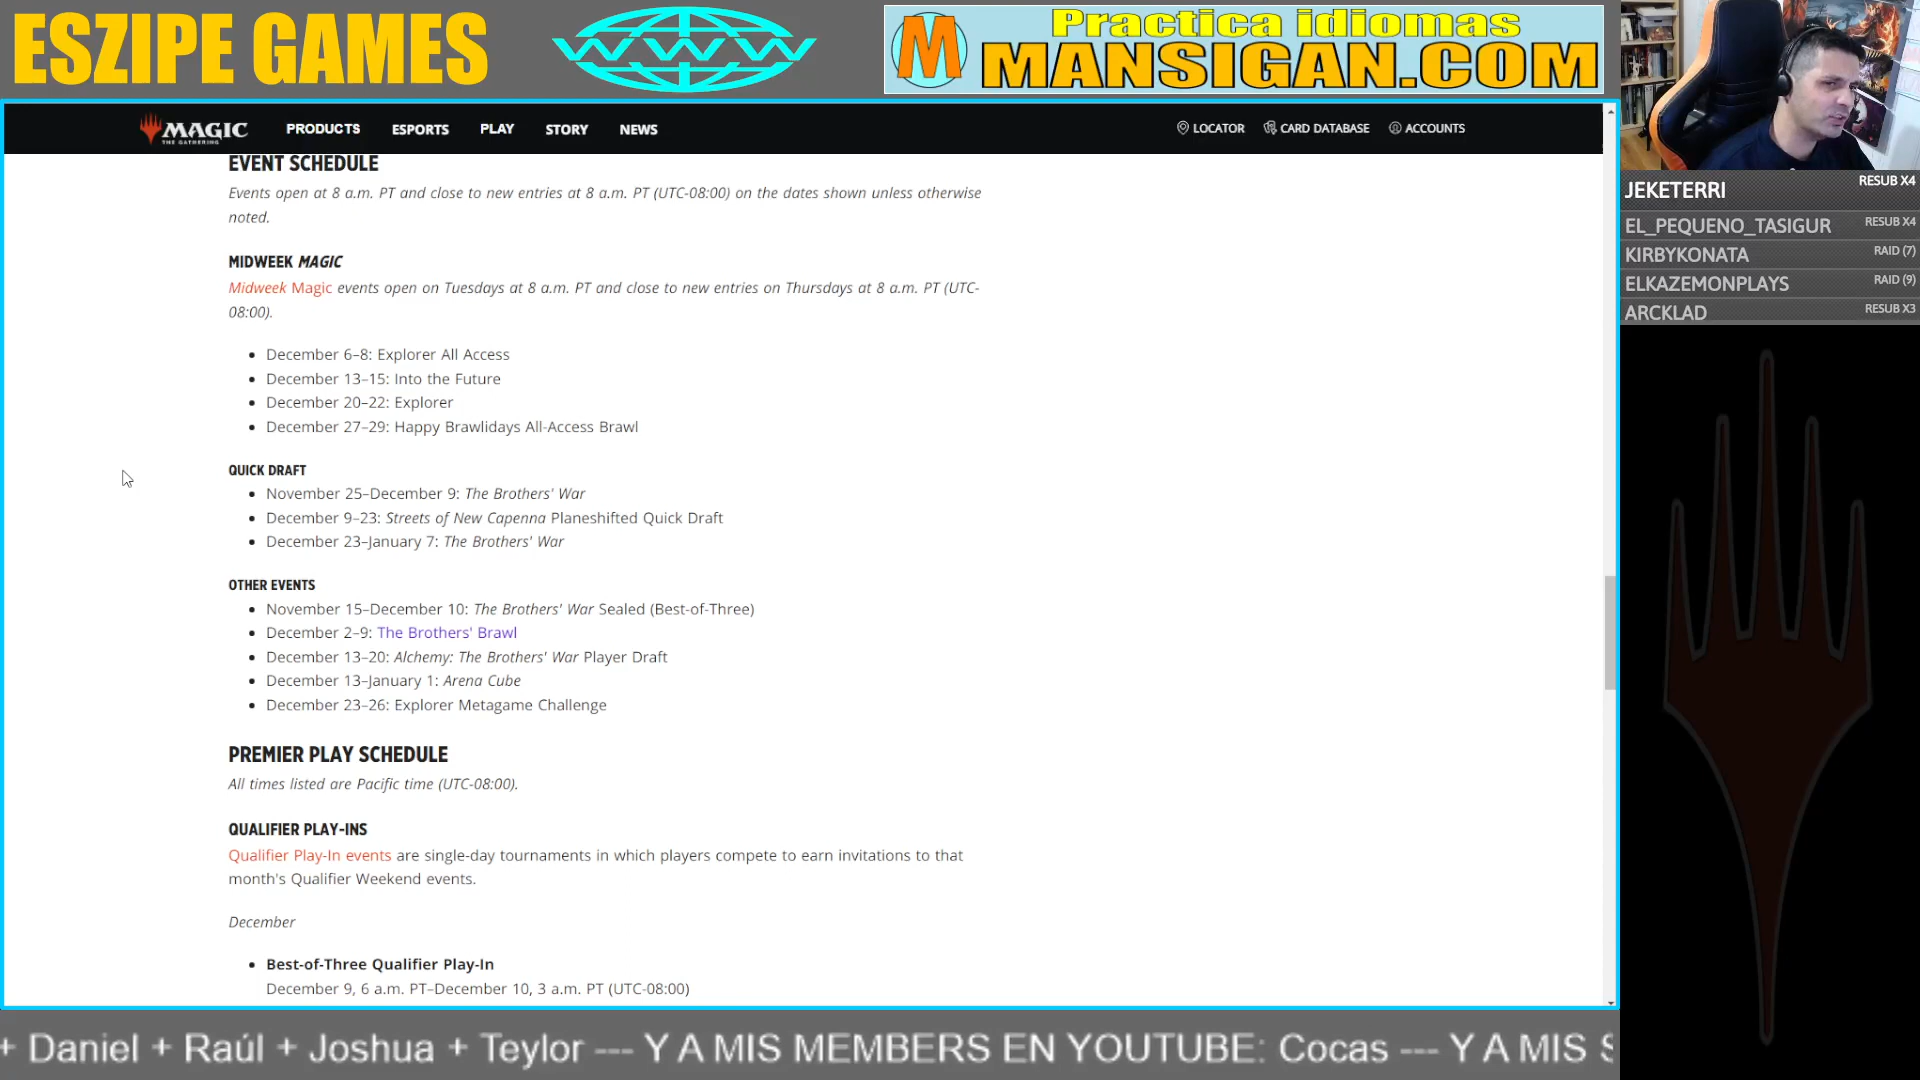 ESZIPE GAMES
WWW
Practica idiomas
M MANSIGAN.COM
MAGIC
THE GATHERING
PRODUCTS ESPORTS PLAY STORY NEWS
LOCATOR CARD DATABASE ACCOUNTS
EVENT SCHEDULE
Events open at 8 a.m. PT and close to new entries at 8 a.m. PT (UTC-08:00) on the dates shown unless otherwise
noted.
MIDWEEK MAGIC
Midweek Magic events open on Tuesdays at 8 a.m. PT and close to new entries on Thursdays at 8 a.m. PT (UTC-
08:00).
• December 6–8: Explorer All Access
• December 13–15: Into the Future
• December 20–22: Explorer
• December 27–29: Happy Brawlidays All-Access Brawl
QUICK DRAFT
• November 25–December 9: The Brothers' War
• December 9–23: Streets of New Capenna Planeshifted Quick Draft
• December 23–January 7: The Brothers' War
OTHER EVENTS
• November 15–December 10: The Brothers' War Sealed (Best-of-Three)
• December 2–9: The Brothers' Brawl
• December 13–20: Alchemy: The Brothers' War Player Draft
• December 13–January 1: Arena Cube
• December 23–26: Explorer Metagame Challenge
PREMIER PLAY SCHEDULE
All times listed are Pacific time (UTC-08:00).
QUALIFIER PLAY-INS
Qualifier Play-In events are single-day tournaments in which players compete to earn invitations to that
month's Qualifier Weekend events.
December
• Best-of-Three Qualifier Play-In
December 9, 6 a.m. PT–December 10, 3 a.m. PT (UTC-08:00)
JEKETERRI RESUB X4
EL_PEQUENO_TASIGUR RESUB X4
KIRBYKONATA RAID (7)
ELKAZEMONPLAYS RAID (9)
ARCKLAD RESUB X3
+ Daniel + Raúl + Joshua + Teylor --- Y A MIS MEMBERS EN YOUTUBE: Cocas --- Y A MIS